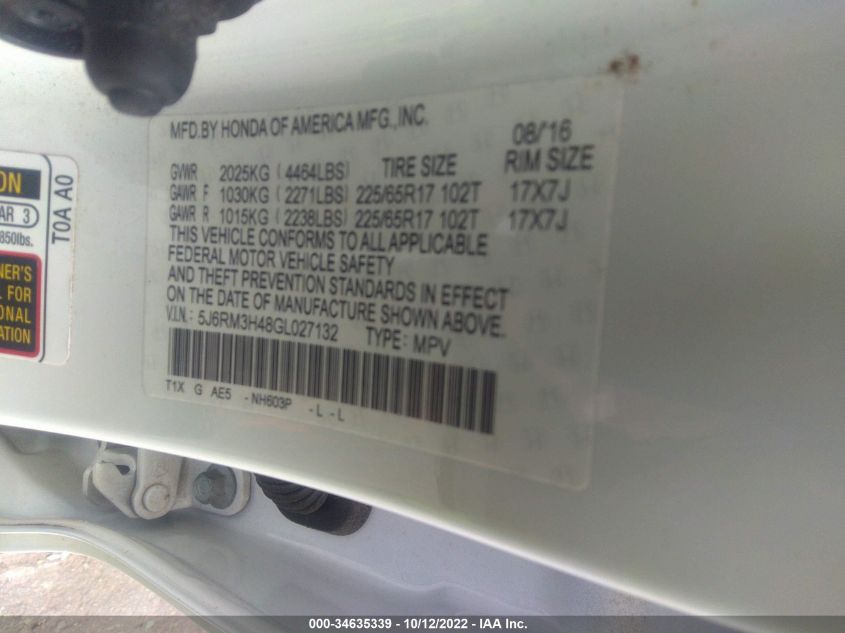 MFD.BY HONDA OF AMERICA MFG.,INC. 08/'16
GVWR 2025KG (4464LBS) TIRE SIZE RIM SIZE
GAWR F 1030KG (2271LBS) 225/65R17 102T 17X7J
GAWR R 1015KG (2238LBS) 225/65R17 102T 17X7J
THIS VEHICLE CONFORMS TO ALL APPLICABLE
FEDERAL MOTOR VEHICLE SAFETY
AND THEFT PREVENTION STANDARDS IN EFFECT
ON THE DATE OF MANUFACTURE SHOWN ABOVE.
V.I.N.: 5J6RM3H48GL027132 TYPE: MPV
T1X G AE5 -NH603P -L -L
ON
AR 3
850lbs.
NER'S
L FOR
ONAL
ATION
T0A A0
000-34635339 - 10/12/2022 - IAA Inc.